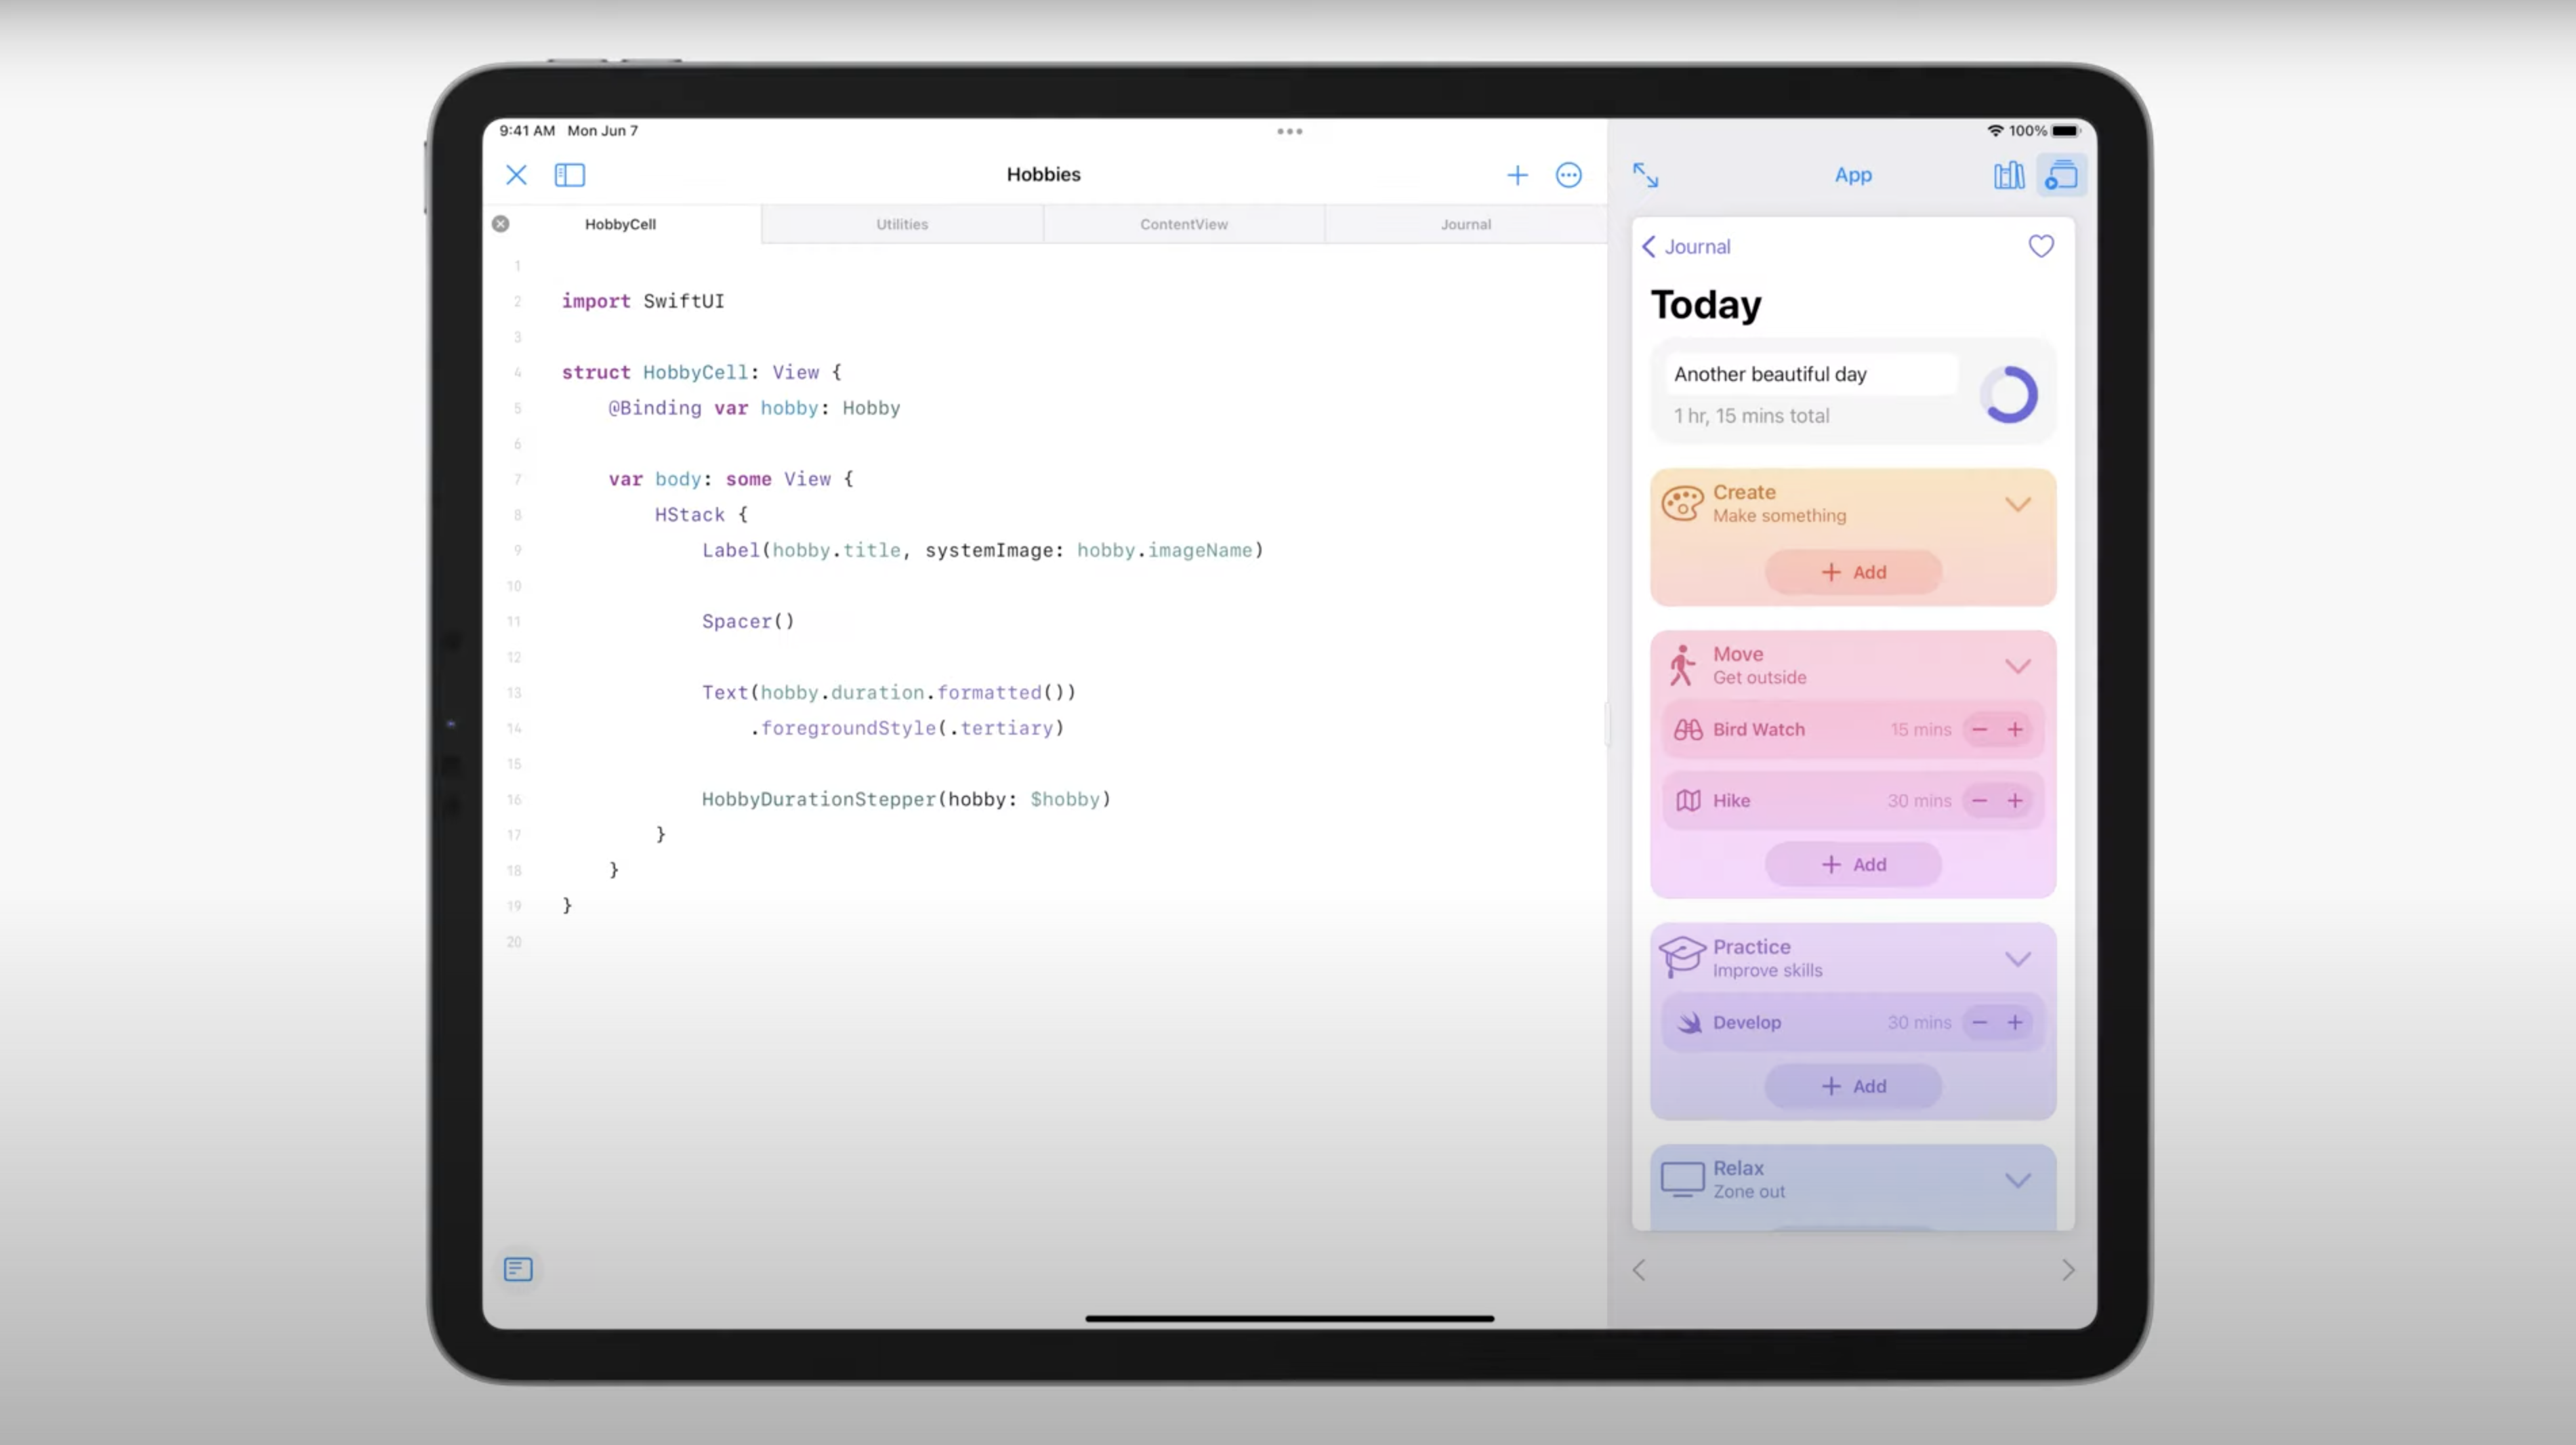 9:41 AM Mon Jun 7
100%
Hobbies
App
HobbyCell
Utilities
ContentView
Journal
1
2 import SwiftUI
3
4 struct HobbyCell: View {
5 @Binding var hobby: Hobby
6
7 var body: some View {
8 HStack {
9 Label(hobby.title, systemImage: hobby.imageName)
10
11 Spacer()
12
13 Text(hobby.duration.formatted())
14 .foregroundStyle(.tertiary)
15
16 HobbyDurationStepper(hobby: $hobby)
17 }
18 }
19 }
20
Journal
Today
Another beautiful day
1 hr, 15 mins total
Create
Make something
+ Add
Move
Get outside
Bird Watch 15 mins − +
Hike 30 mins − +
+ Add
Practice
Improve skills
Develop 30 mins − +
+ Add
Relax
Zone out